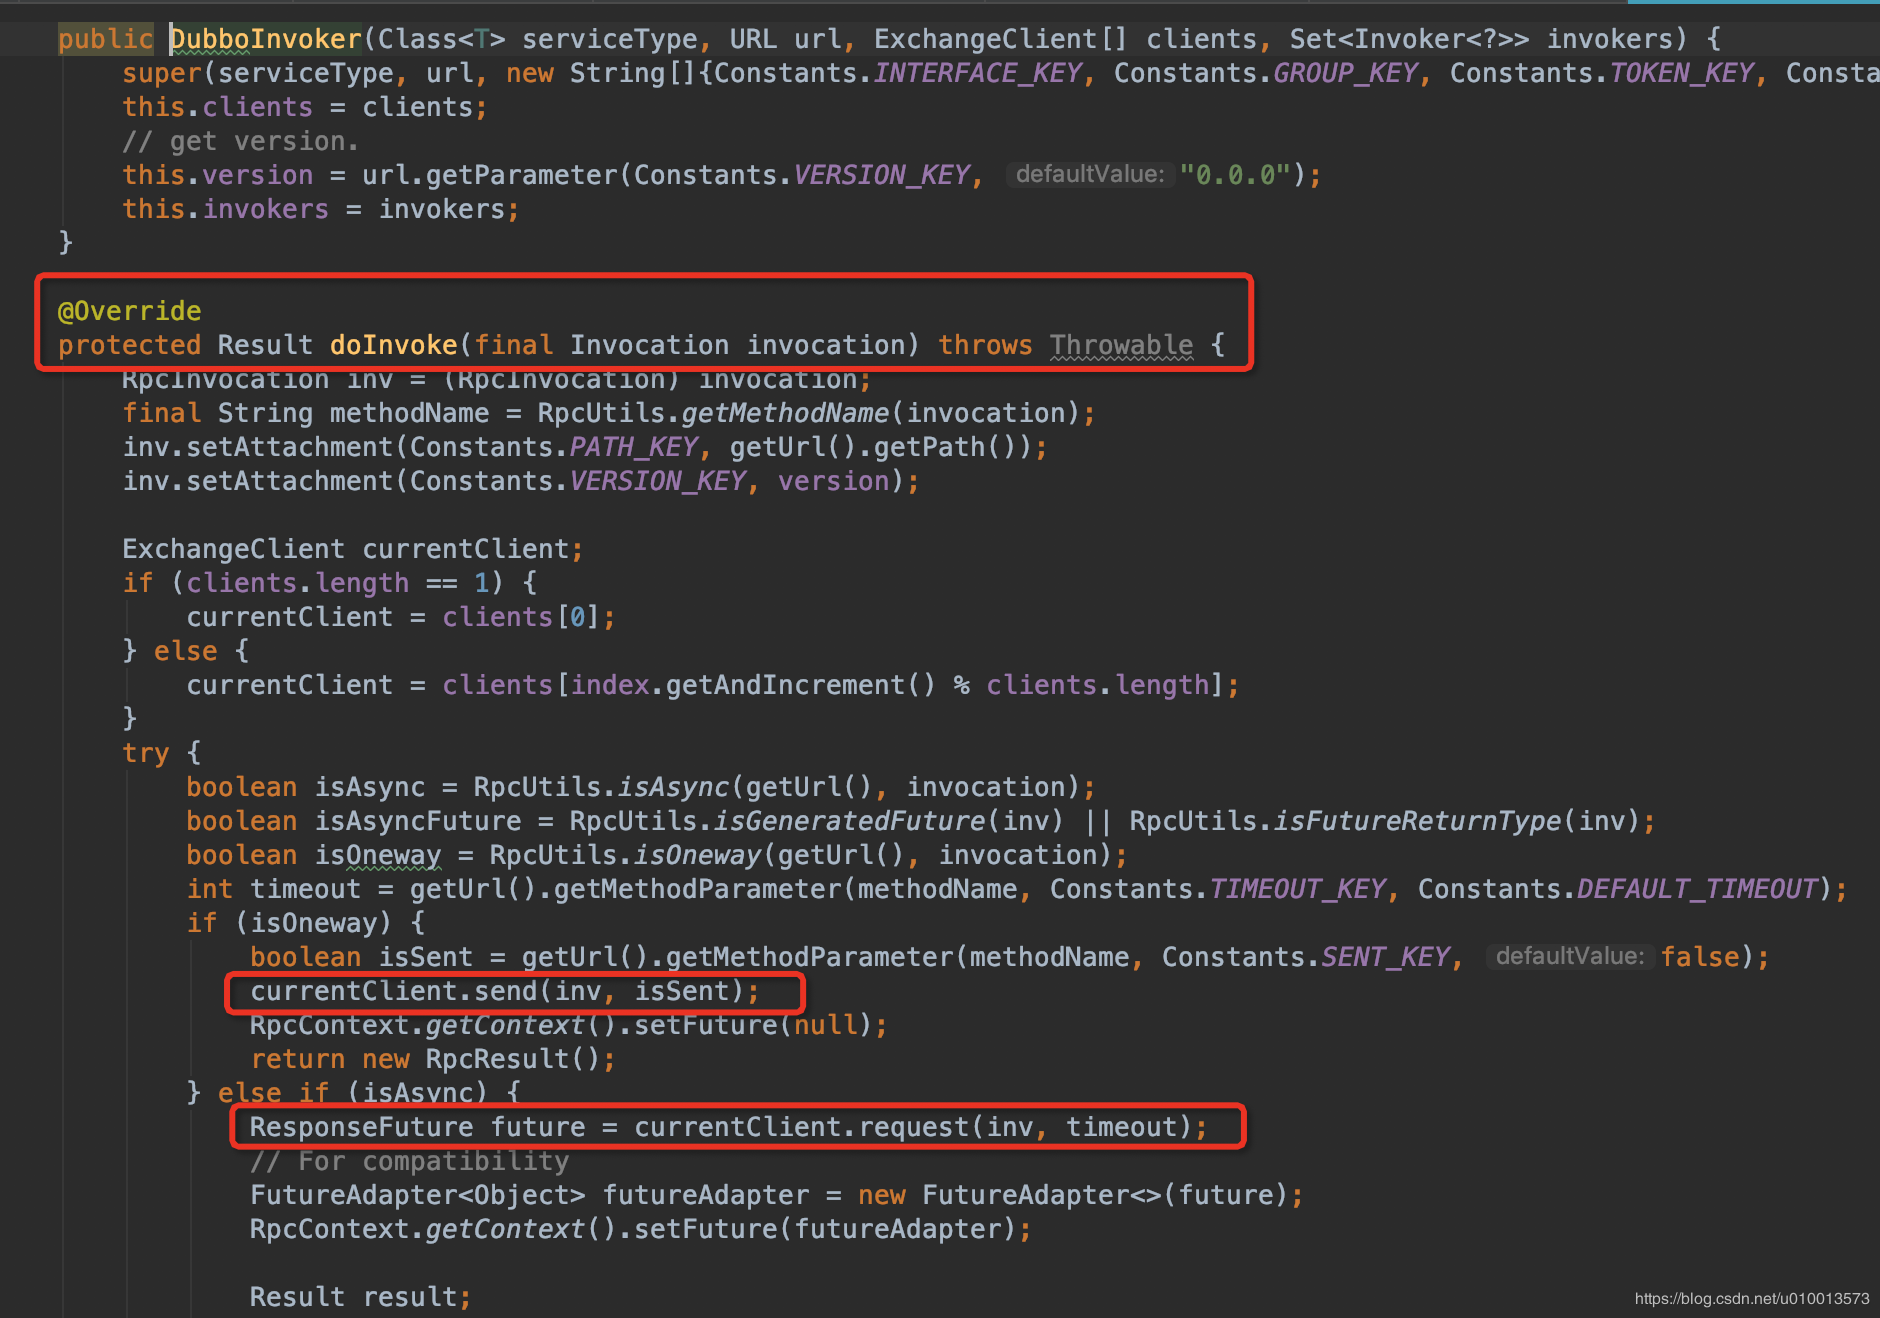 public DubboInvoker(Class<T> serviceType, URL url, ExchangeClient[] clients, Set<Invoker<?>> invokers) {
super(serviceType, url, new String[]{Constants.INTERFACE_KEY, Constants.GROUP_KEY, Constants.TOKEN_KEY, Consta
this.clients = clients;
// get version.
this.version = url.getParameter(Constants.VERSION_KEY, defaultValue: "0.0.0");
this.invokers = invokers;
}
@Override
protected Result doInvoke(final Invocation invocation) throws Throwable {
RpcInvocation inv = (RpcInvocation) invocation;
final String methodName = RpcUtils.getMethodName(invocation);
inv.setAttachment(Constants.PATH_KEY, getUrl().getPath());
inv.setAttachment(Constants.VERSION_KEY, version);
ExchangeClient currentClient;
if (clients.length == 1) {
currentClient = clients[0];
} else {
currentClient = clients[index.getAndIncrement() % clients.length];
}
try {
boolean isAsync = RpcUtils.isAsync(getUrl(), invocation);
boolean isAsyncFuture = RpcUtils.isGeneratedFuture(inv) || RpcUtils.isFutureReturnType(inv);
boolean isOneway = RpcUtils.isOneway(getUrl(), invocation);
int timeout = getUrl().getMethodParameter(methodName, Constants.TIMEOUT_KEY, Constants.DEFAULT_TIMEOUT);
if (isOneway) {
boolean isSent = getUrl().getMethodParameter(methodName, Constants.SENT_KEY, defaultValue: false);
currentClient.send(inv, isSent);
RpcContext.getContext().setFuture(null);
return new RpcResult();
} else if (isAsync) {
ResponseFuture future = currentClient.request(inv, timeout);
// For compatibility
FutureAdapter<Object> futureAdapter = new FutureAdapter<>(future);
RpcContext.getContext().setFuture(futureAdapter);
Result result;
https://blog.csdn.net/u010013573